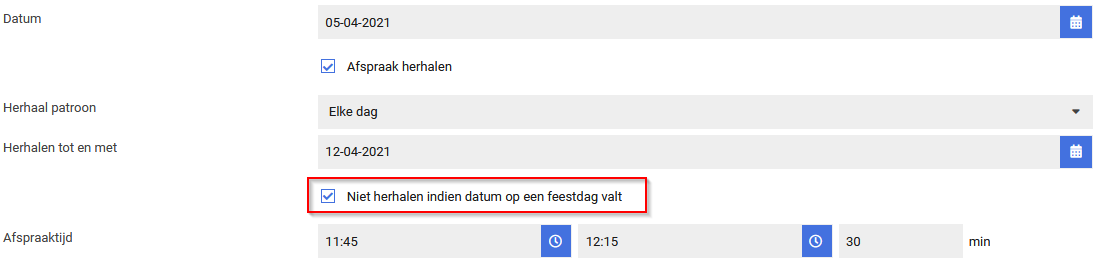 Datum 05-04-2021
Afspraak herhalen
Herhaal patroon Elke dag
Herhalen tot en met 12-04-2021
Niet herhalen indien datum op een feestdag valt
Afspraaktijd 11:45 12:15 30 min